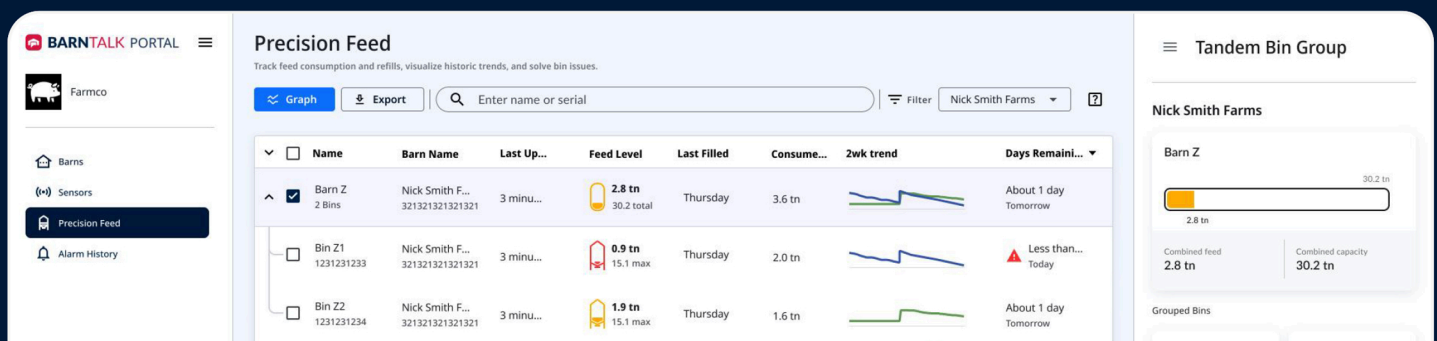 BARNTALK PORTAL
Farmco
Barns
Sensors
Precision Feed
Alarm History
Precision Feed
Track feed consumption and refills, visualize historic trends, and solve bin issues.
Graph
Export
Enter name or serial
Filter
Nick Smith Farms
Name Barn Name Last Up... Feed Level Last Filled Consume... 2wk trend Days Remaini...
Barn Z Nick Smith F... 3 minu... 2.8 tn Thursday 3.6 tn About 1 day
2 Bins 321321321321321 30.2 total Tomorrow
Bin Z1 Nick Smith F... 3 minu... 0.9 tn Thursday 2.0 tn Less than...
1231231233 321321321321321 15.1 max Today
Bin Z2 Nick Smith F... 3 minu... 1.9 tn Thursday 1.6 tn About 1 day
1231231234 321321321321321 15.1 max Tomorrow
Tandem Bin Group
Nick Smith Farms
Barn Z
30.2 tn
2.8 tn
Combined feed Combined capacity
2.8 tn 30.2 tn
Grouped Bins